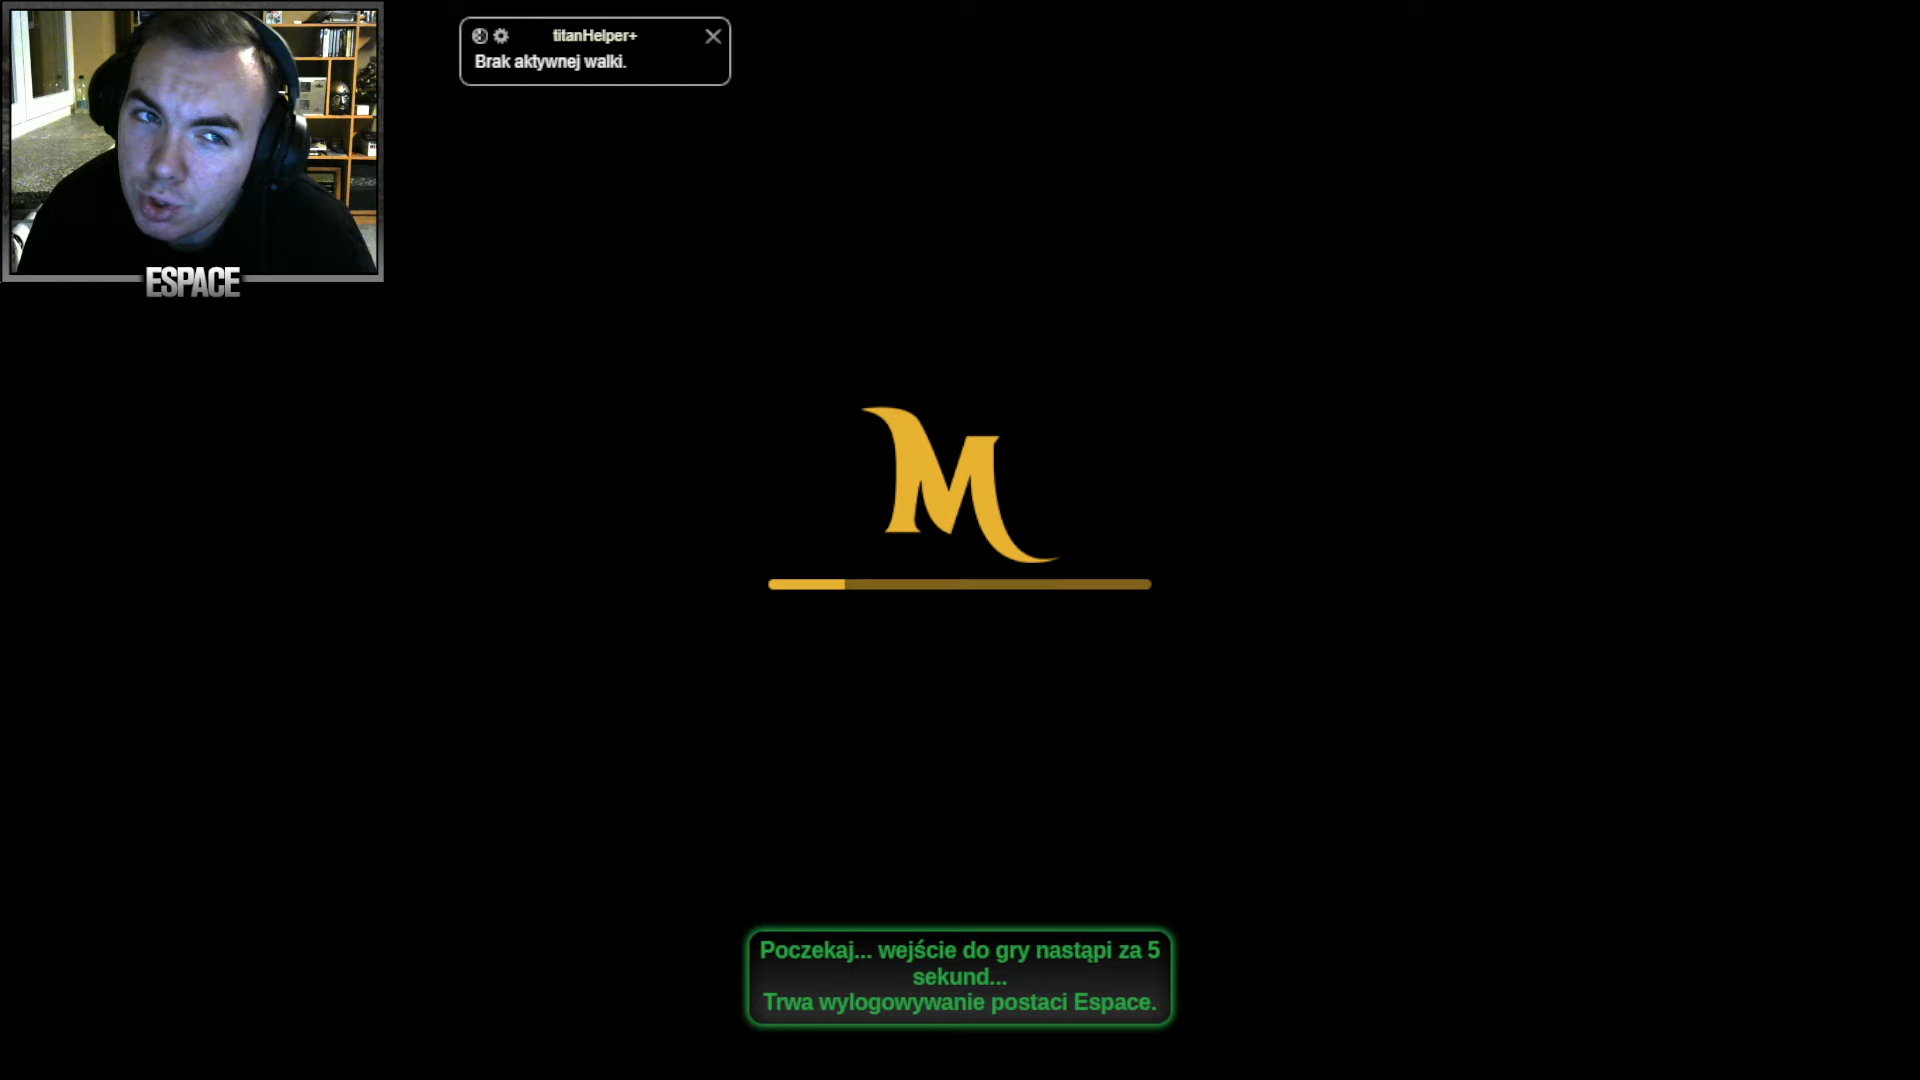 titanHelper+
Brak aktywnej walki.
ESPACE
M
Poczekaj... wejście do gry nastąpi za 5
sekund...
Trwa wylogowywanie postaci Espace.